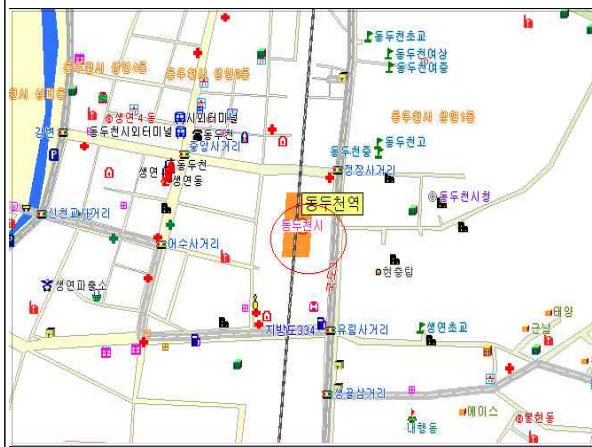 동두천초교
동두천여상
동두천여중
동두천시 생연4동
동두천시 생연6동
동두천시 생연1동
생연4동
시외터미널
강변
동두천시외터미널
동두천
중앙사거리
동두천중
동두천고
정장사거리
동두천
생연
생연동
동두천시청
동두천역
동두천시
신천교사거리
어수사거리
현충탑
생연파출소
지방도334
유림사거리
생연초교
태양
군날
생골삼거리
에이스
내행동
불현동